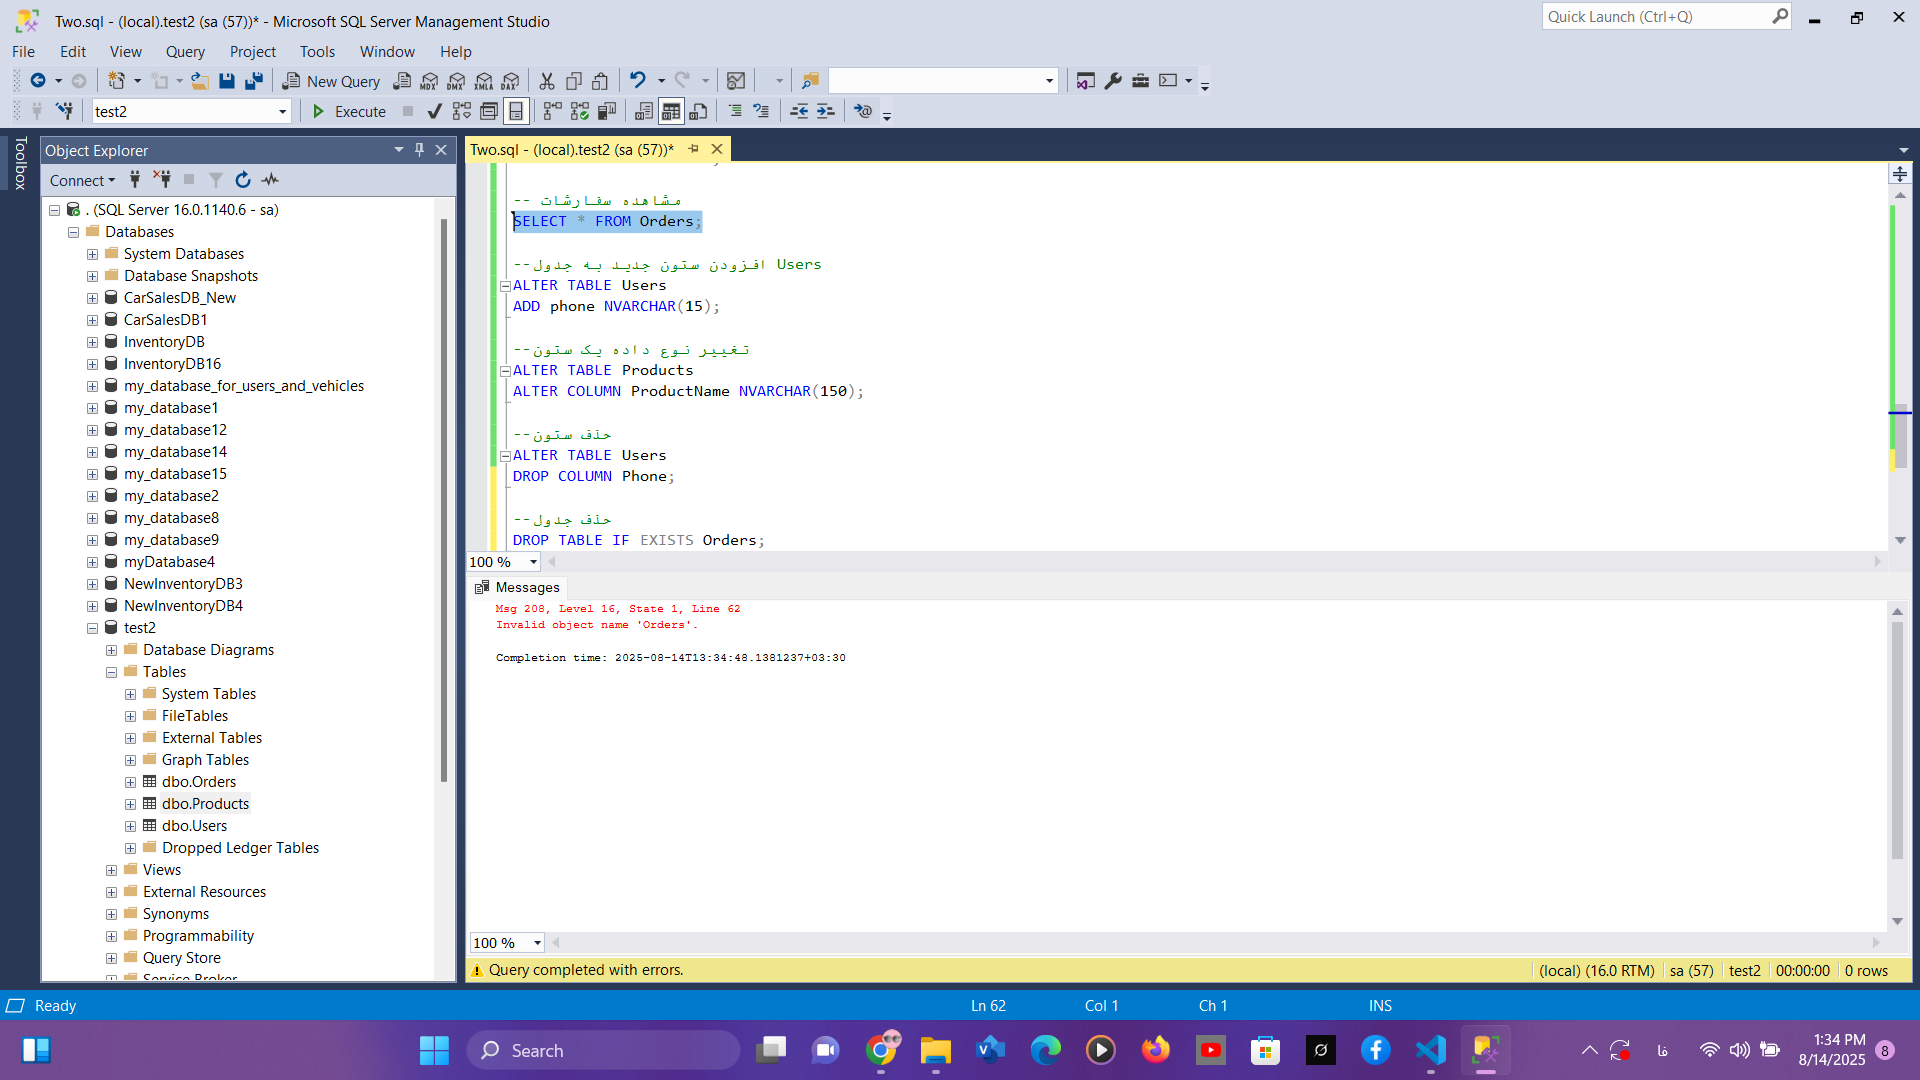 Two.sql - (local).test2 (sa (57))* - Microsoft SQL Server Management Studio
Quick Launch (Ctrl+Q)
File Edit View Query Project Tools Window Help
New Query MDX DMX XMLA DAX
test2 Execute
Toolbox
Object Explorer
Connect
. (SQL Server 16.0.1140.6 - sa)
Databases
System Databases
Database Snapshots
CarSalesDB_New
CarSalesDB1
InventoryDB
InventoryDB16
my_database_for_users_and_vehicles
my_database1
my_database12
my_database14
my_database15
my_database2
my_database8
my_database9
myDatabase4
NewInventoryDB3
NewInventoryDB4
test2
Database Diagrams
Tables
System Tables
FileTables
External Tables
Graph Tables
dbo.Orders
dbo.Products
dbo.Users
Dropped Ledger Tables
Views
External Resources
Synonyms
Programmability
Query Store
Service Broker
Two.sql - (local).test2 (sa (57))*
-- مشاهده سفارشات
SELECT * FROM Orders;
--افزودن ستون جدید به جدول Users
ALTER TABLE Users
ADD phone NVARCHAR(15);
--تغییر نوع داده یک ستون
ALTER TABLE Products
ALTER COLUMN ProductName NVARCHAR(150);
--حذف ستون
ALTER TABLE Users
DROP COLUMN Phone;
--حذف جدول
DROP TABLE IF EXISTS Orders;
100 %
Messages
Msg 208, Level 16, State 1, Line 62
Invalid object name 'Orders'.
Completion time: 2025-08-14T13:34:48.1381237+03:30
100 %
Query completed with errors. (local) (16.0 RTM) sa (57) test2 00:00:00 0 rows
Ready Ln 62 Col 1 Ch 1 INS
Search
فا
1:34 PM
8/14/2025
8